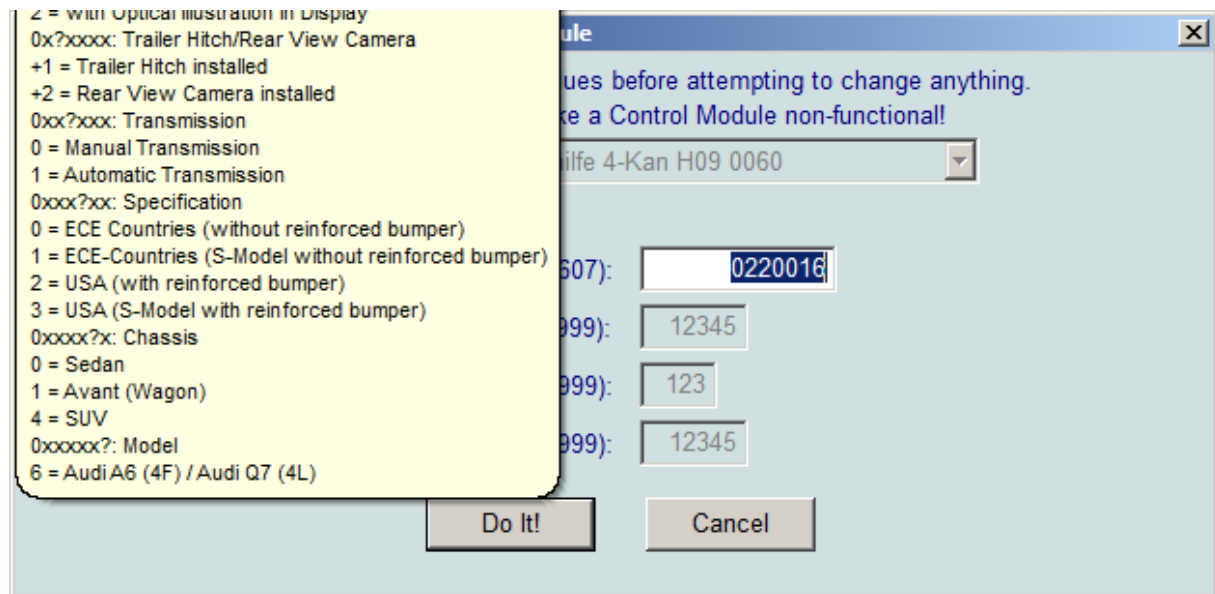 2 = With Optical Illustration in Display
0x?xxxx: Trailer Hitch/Rear View Camera
+1 = Trailer Hitch installed
+2 = Rear View Camera installed
0xx?xxx: Transmission
0 = Manual Transmission
1 = Automatic Transmission
0xxx?xx: Specification
0 = ECE Countries (without reinforced bumper)
1 = ECE-Countries (S-Model without reinforced bumper)
2 = USA (with reinforced bumper)
3 = USA (S-Model with reinforced bumper)
0xxxx?x: Chassis
0 = Sedan
1 = Avant (Wagon)
4 = SUV
0xxxxx?: Model
6 = Audi A6 (4F) / Audi Q7 (4L)
ule
ues before attempting to change anything.
ke a Control Module non-functional!
hilfe 4-Kan H09 0060
607): 0220016
999): 12345
999): 123
999): 12345
Do It! Cancel